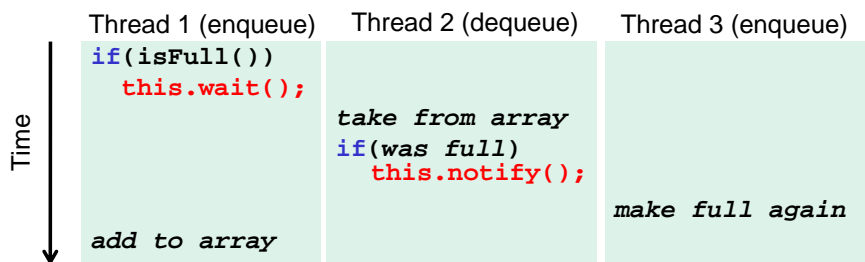 Thread 1 (enqueue)
if(isFull())
this.wait();
add to array
Thread 2 (dequeue)
take from array
if(was full)
this.notify();
Thread 3 (enqueue)
make full again
Time